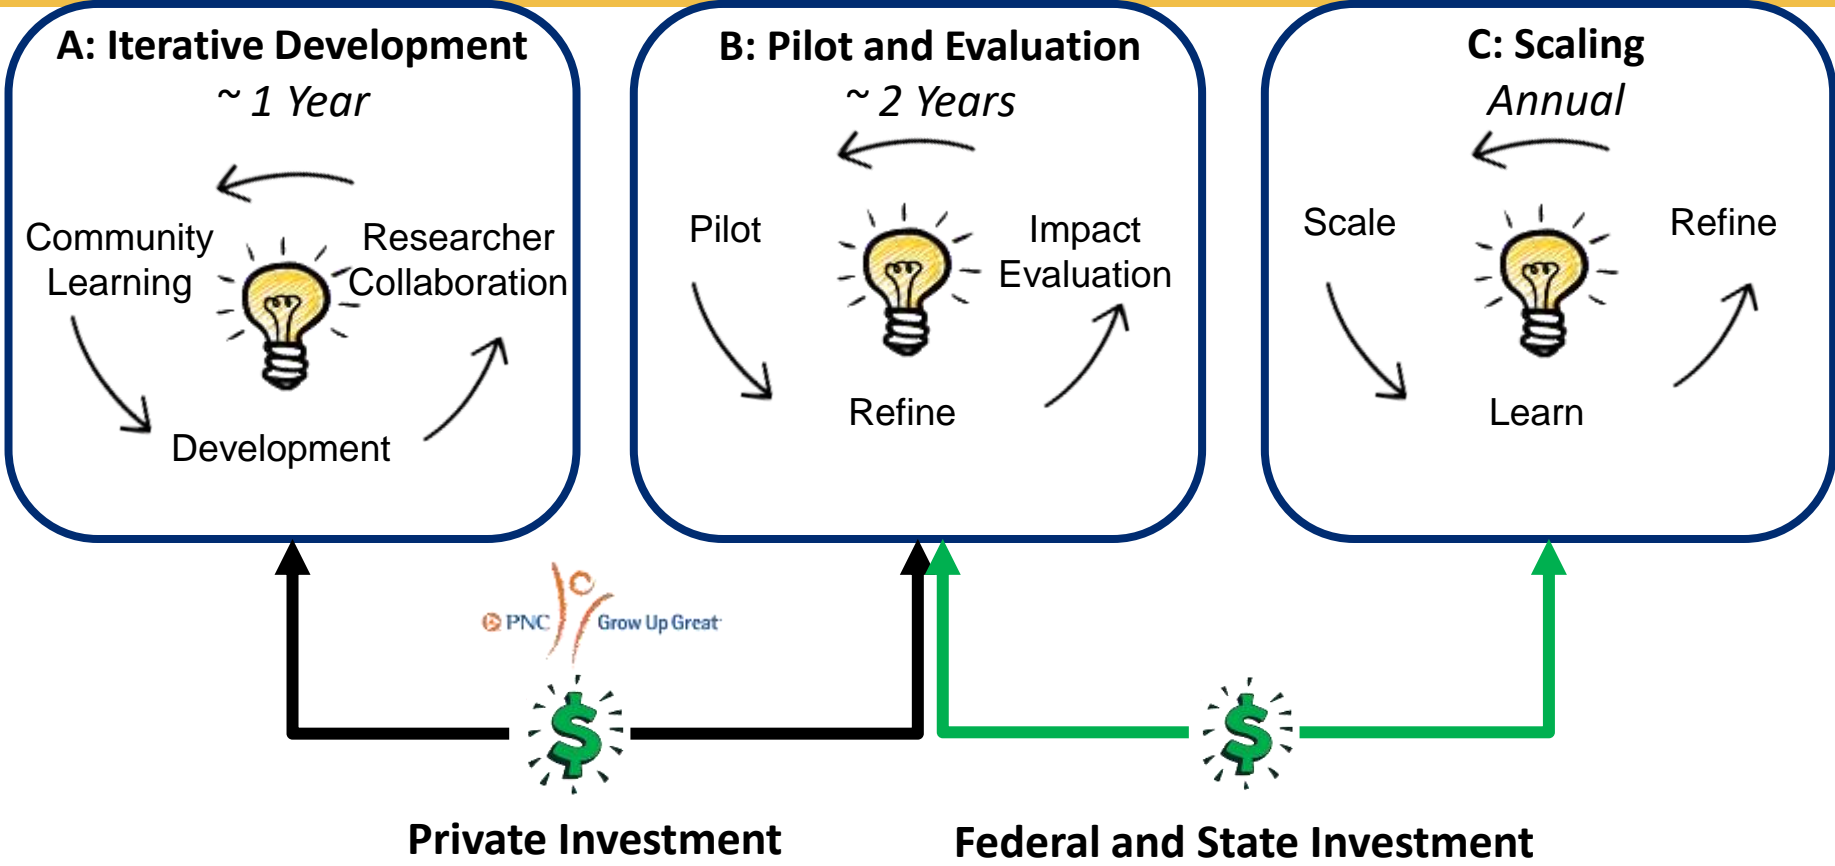 A: Iterative Development
~ 1 Year
Community
Learning
Researcher
Collaboration
Development
B: Pilot and Evaluation
~ 2 Years
Pilot
Impact
Evaluation
Refine
C: Scaling
Annual
Scale
Refine
Learn
PNC
Grow Up Great
$
$
Private Investment
Federal and State Investment